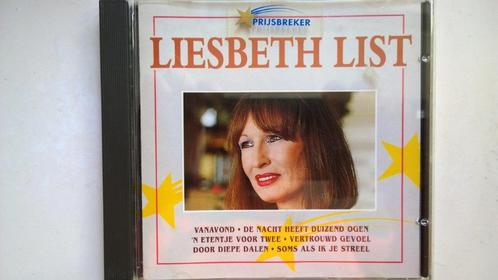 PRIJSBREKER
LIESBETH LIST
VANAVOND • DE NACHT HEEFT DUIZEND OGEN
'N ETENTJE VOOR TWEE • VERTROUWD GEVOEL
DOOR DIEPE DALEN • SOMS ALS IK JE STREEL